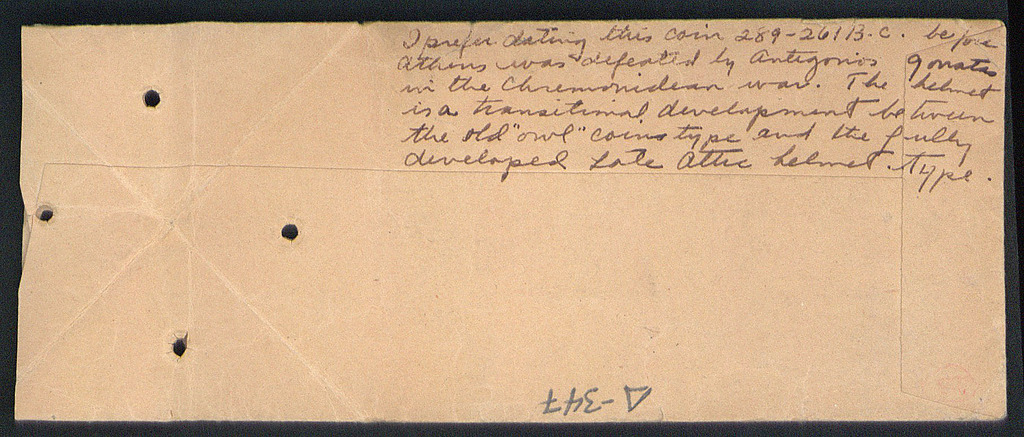 I prefer dating this coin 289-261 B.C. before
Athens was defeated by Antigonos Gonatas
in the Chremonidean war. The helmet
is a transitional development between
the old "owl" coins type and the fully
developed Late Attic helmet type.
Δ-347